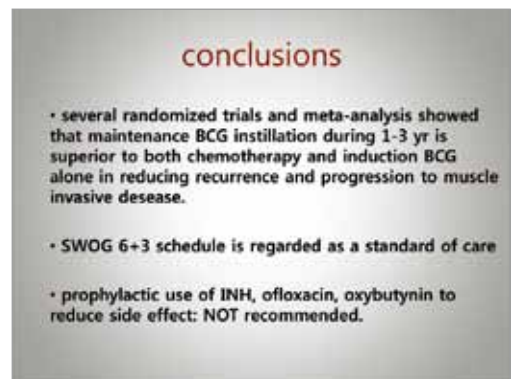 conclusions
• several randomized trials and meta-analysis showed
that maintenance BCG instillation during 1-3 yr is
superior to both chemotherapy and induction BCG
alone in reducing recurrence and progression to muscle
invasive desease.
• SWOG 6+3 schedule is regarded as a standard of care
• prophylactic use of INH, ofloxacin, oxybutynin to
reduce side effect: NOT recommended.